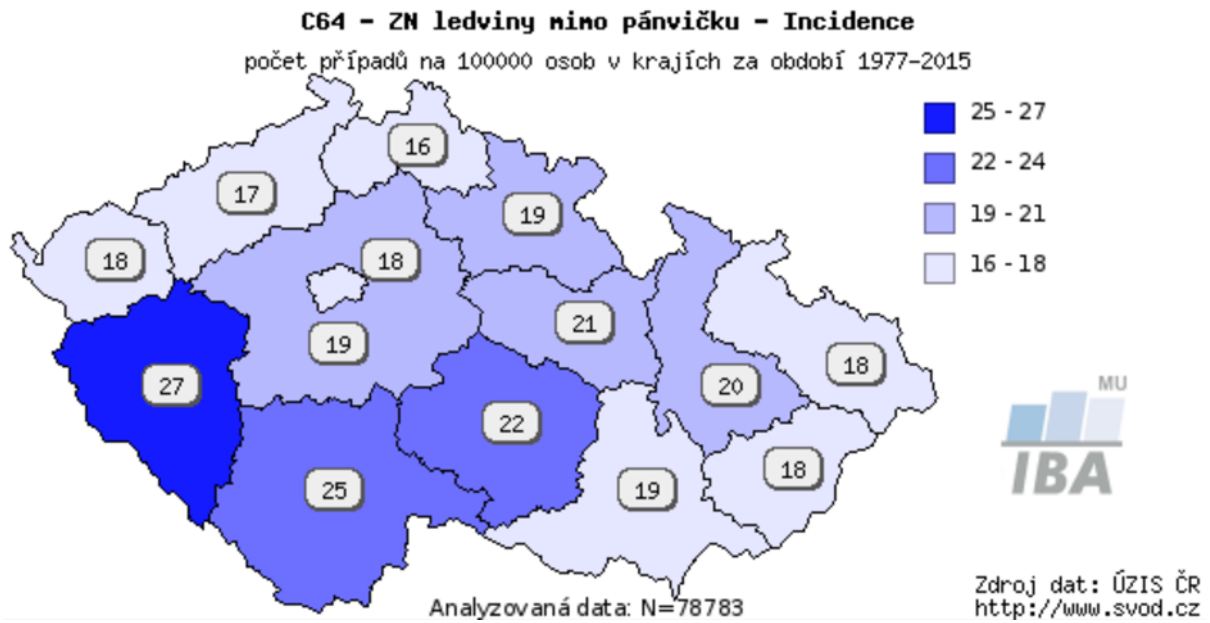 C64 - ZN ledviny mimo pánvičku - Incidence
počet případů na 100000 osob v krajích za období 1977-2015
25 - 27
22 - 24
19 - 21
16 - 18
16
17
19
18
18
21
19
27
20
18
22
18
25
19
MU
IBA
Analyzovaná data: N=78783
Zdroj dat: ÚZIS ČR
http://www.svod.cz